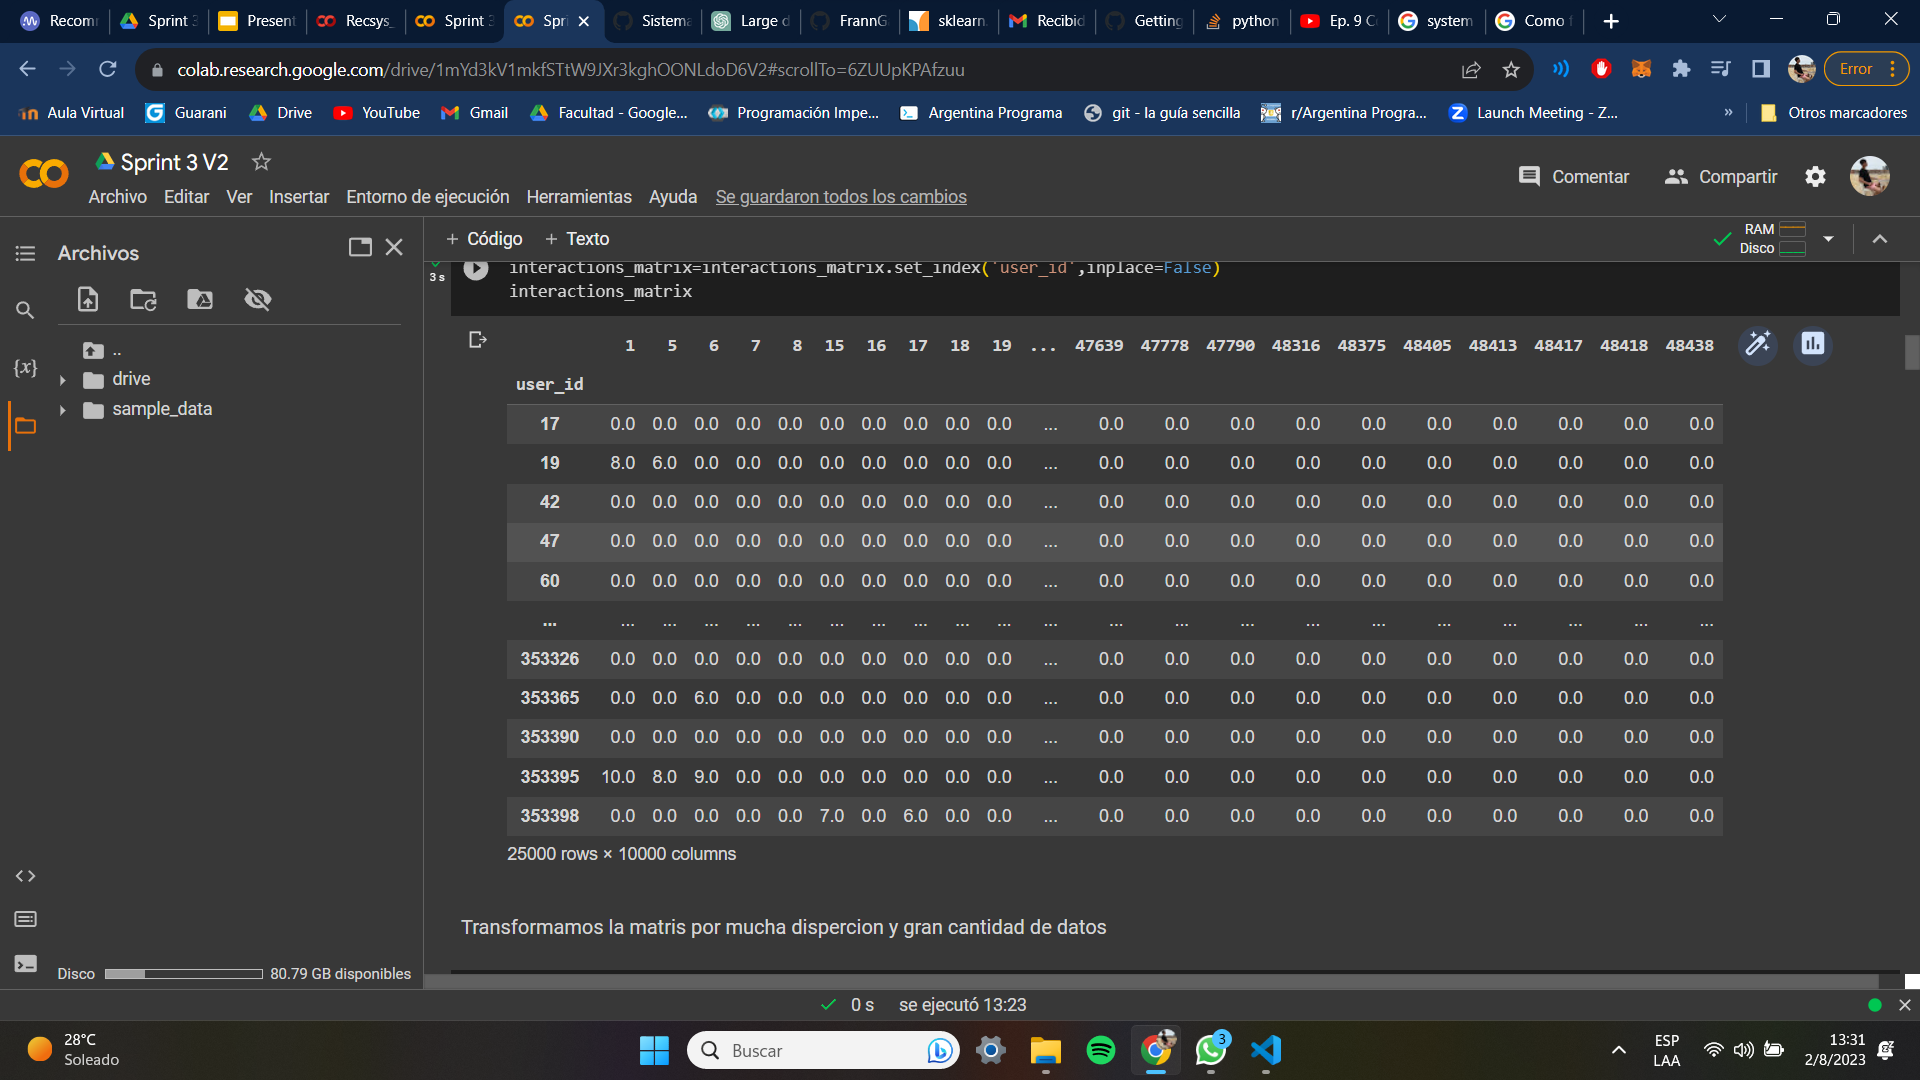 Recom Sprint 3 Present Recsys_ Sprint 3 Spri Sistema Large d FrannG sklearn. Recibid Getting python Ep. 9 C system Como f
colab.research.google.com/drive/1mYd3kV1mkfSTtW9JXr3kghOONLdoD6V2#scrollTo=6ZUUpKPAfzuu Error
Aula Virtual Guarani Drive YouTube Gmail Facultad - Google... Programación Impe... Argentina Programa git - la guía sencilla r/Argentina Progra... Launch Meeting - Z... » Otros marcadores
Sprint 3 V2
Comentar Compartir
Archivo Editar Ver Insertar Entorno de ejecución Herramientas Ayuda Se guardaron todos los cambios
Archivos
+ Código + Texto
RAM
Disco
..
drive
sample_data
{x}
3 s
interactions_matrix=interactions_matrix.set_index('user_id',inplace=False)
interactions_matrix
1 5 6 7 8 15 16 17 18 19 ... 47639 47778 47790 48316 48375 48405 48413 48417 48418 48438
user_id
17 0.0 0.0 0.0 0.0 0.0 0.0 0.0 0.0 0.0 0.0 ... 0.0 0.0 0.0 0.0 0.0 0.0 0.0 0.0 0.0 0.0
19 8.0 6.0 0.0 0.0 0.0 0.0 0.0 0.0 0.0 0.0 ... 0.0 0.0 0.0 0.0 0.0 0.0 0.0 0.0 0.0 0.0
42 0.0 0.0 0.0 0.0 0.0 0.0 0.0 0.0 0.0 0.0 ... 0.0 0.0 0.0 0.0 0.0 0.0 0.0 0.0 0.0 0.0
47 0.0 0.0 0.0 0.0 0.0 0.0 0.0 0.0 0.0 0.0 ... 0.0 0.0 0.0 0.0 0.0 0.0 0.0 0.0 0.0 0.0
60 0.0 0.0 0.0 0.0 0.0 0.0 0.0 0.0 0.0 0.0 ... 0.0 0.0 0.0 0.0 0.0 0.0 0.0 0.0 0.0 0.0
... ... ... ... ... ... ... ... ... ... ... ... ... ... ... ... ... ... ... ... ... ...
353326 0.0 0.0 0.0 0.0 0.0 0.0 0.0 0.0 0.0 0.0 ... 0.0 0.0 0.0 0.0 0.0 0.0 0.0 0.0 0.0 0.0
353365 0.0 0.0 6.0 0.0 0.0 0.0 0.0 0.0 0.0 0.0 ... 0.0 0.0 0.0 0.0 0.0 0.0 0.0 0.0 0.0 0.0
353390 0.0 0.0 0.0 0.0 0.0 0.0 0.0 0.0 0.0 0.0 ... 0.0 0.0 0.0 0.0 0.0 0.0 0.0 0.0 0.0 0.0
353395 10.0 8.0 9.0 0.0 0.0 0.0 0.0 0.0 0.0 0.0 ... 0.0 0.0 0.0 0.0 0.0 0.0 0.0 0.0 0.0 0.0
353398 0.0 0.0 0.0 0.0 0.0 7.0 0.0 6.0 0.0 0.0 ... 0.0 0.0 0.0 0.0 0.0 0.0 0.0 0.0 0.0 0.0
25000 rows × 10000 columns
Transformamos la matris por mucha dispercion y gran cantidad de datos
Disco 80.79 GB disponibles
0 s se ejecutó 13:23
28°C
Soleado
Buscar
3
ESP
LAA
13:31
2/8/2023